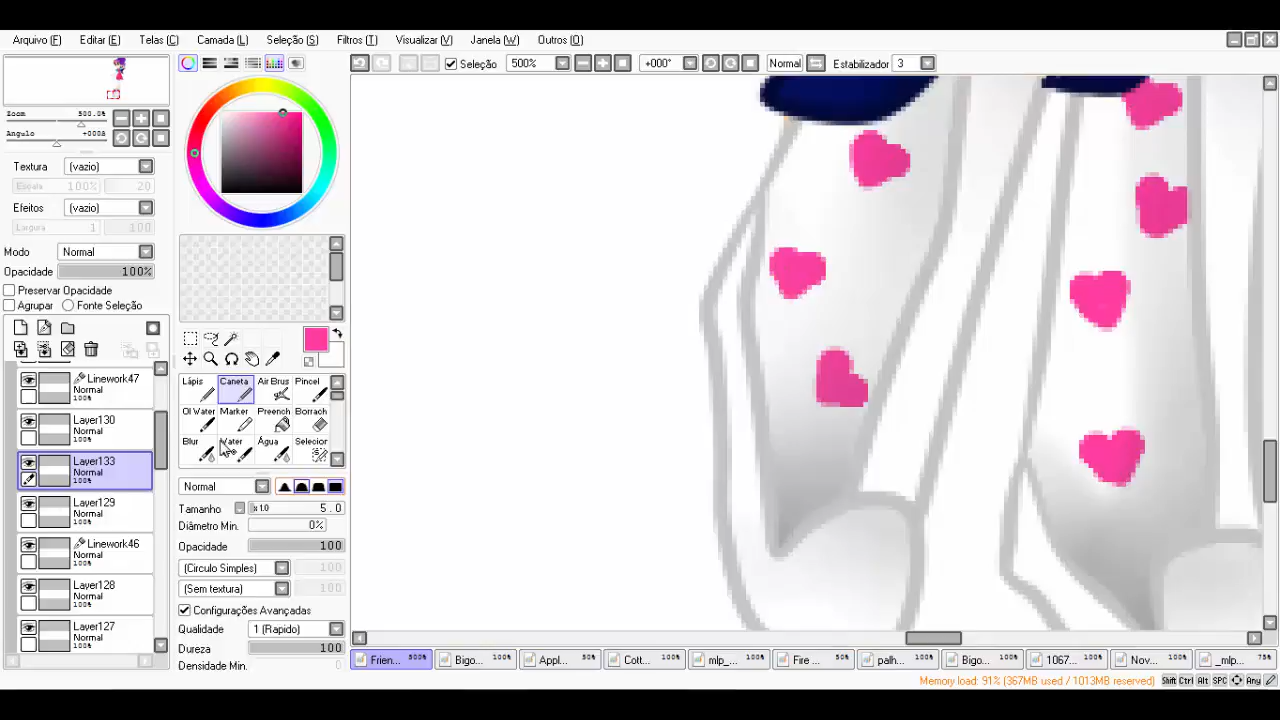 Arquivo (F) Editar (E) Telas (C) Camada (L) Seleção (S) Filtros (T) Visualizar (V) Janela (W) Outros (O)
Seleção 500% +000° Normal Estabilizador 3
Zoom 500.0%
Angulo +000A
Textura (vazio)
Escala 100% 20
Efeitos (vazio)
Largura 1 100
Modo Normal
Opacidade 100%
Preservar Opacidade
Agrupar Fonte Seleção
Linework47
Normal
100%
Layer130
Normal
100%
Layer133
Normal
100%
Layer129
Normal
100%
Linework46
Normal
100%
Layer128
Normal
100%
Layer127
Normal
100%
Lápis Caneta Air Brus Pincel
Ol Water Marker Preench Borrach
Blur Water Água Selecior
Normal
Tamanho x1.0 5.0
Diâmetro Min. 0%
Opacidade 100
(Circulo Simples) 100
(Sem textura) 100
Configurações Avançadas
Qualidade 1 (Rapido)
Dureza 100
Densidade Min. 0
Frien... 500% Bigo... 100% Appl... 50% Cott... 100% mlp_... 100% Fire ... 50% palh... 100% Bigo... 100% 1067... 100% Nov... 100% _mlp... 75%
Memory load: 91% (367MB used / 1013MB reserved) Shift Ctrl Alt SPC Any